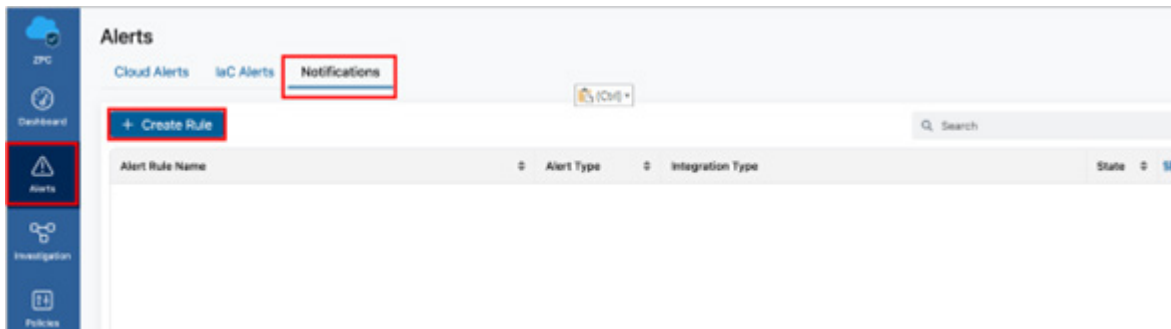 ZPC
Dashboard
Alerts
Investigation
Policies
Alerts
Cloud Alerts IaC Alerts Notifications
(Ctrl)
+ Create Rule
Search
Alert Rule Name Alert Type Integration Type State